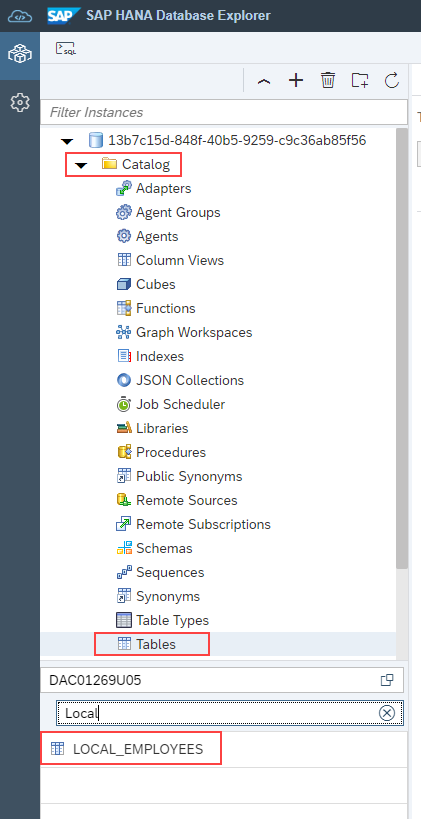 SAP SAP HANA Database Explorer
SQL
Filter Instances
13b7c15d-848f-40b5-9259-c9c36ab85f56
Catalog
Adapters
Agent Groups
Agents
Column Views
Cubes
Functions
Graph Workspaces
Indexes
JSON Collections
Job Scheduler
Libraries
Procedures
Public Synonyms
Remote Sources
Remote Subscriptions
Schemas
Sequences
Synonyms
Table Types
Tables
DAC01269U05
Local
LOCAL_EMPLOYEES